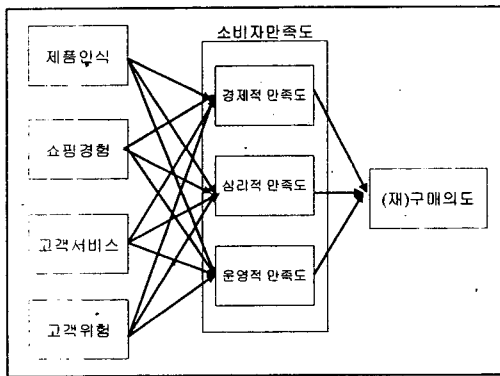 소비자만족도
제품인식
경제적 만족도
쇼핑경험
심리적 만족도
(재)구매의도
고객서비스
운영적 만족도
고객위험